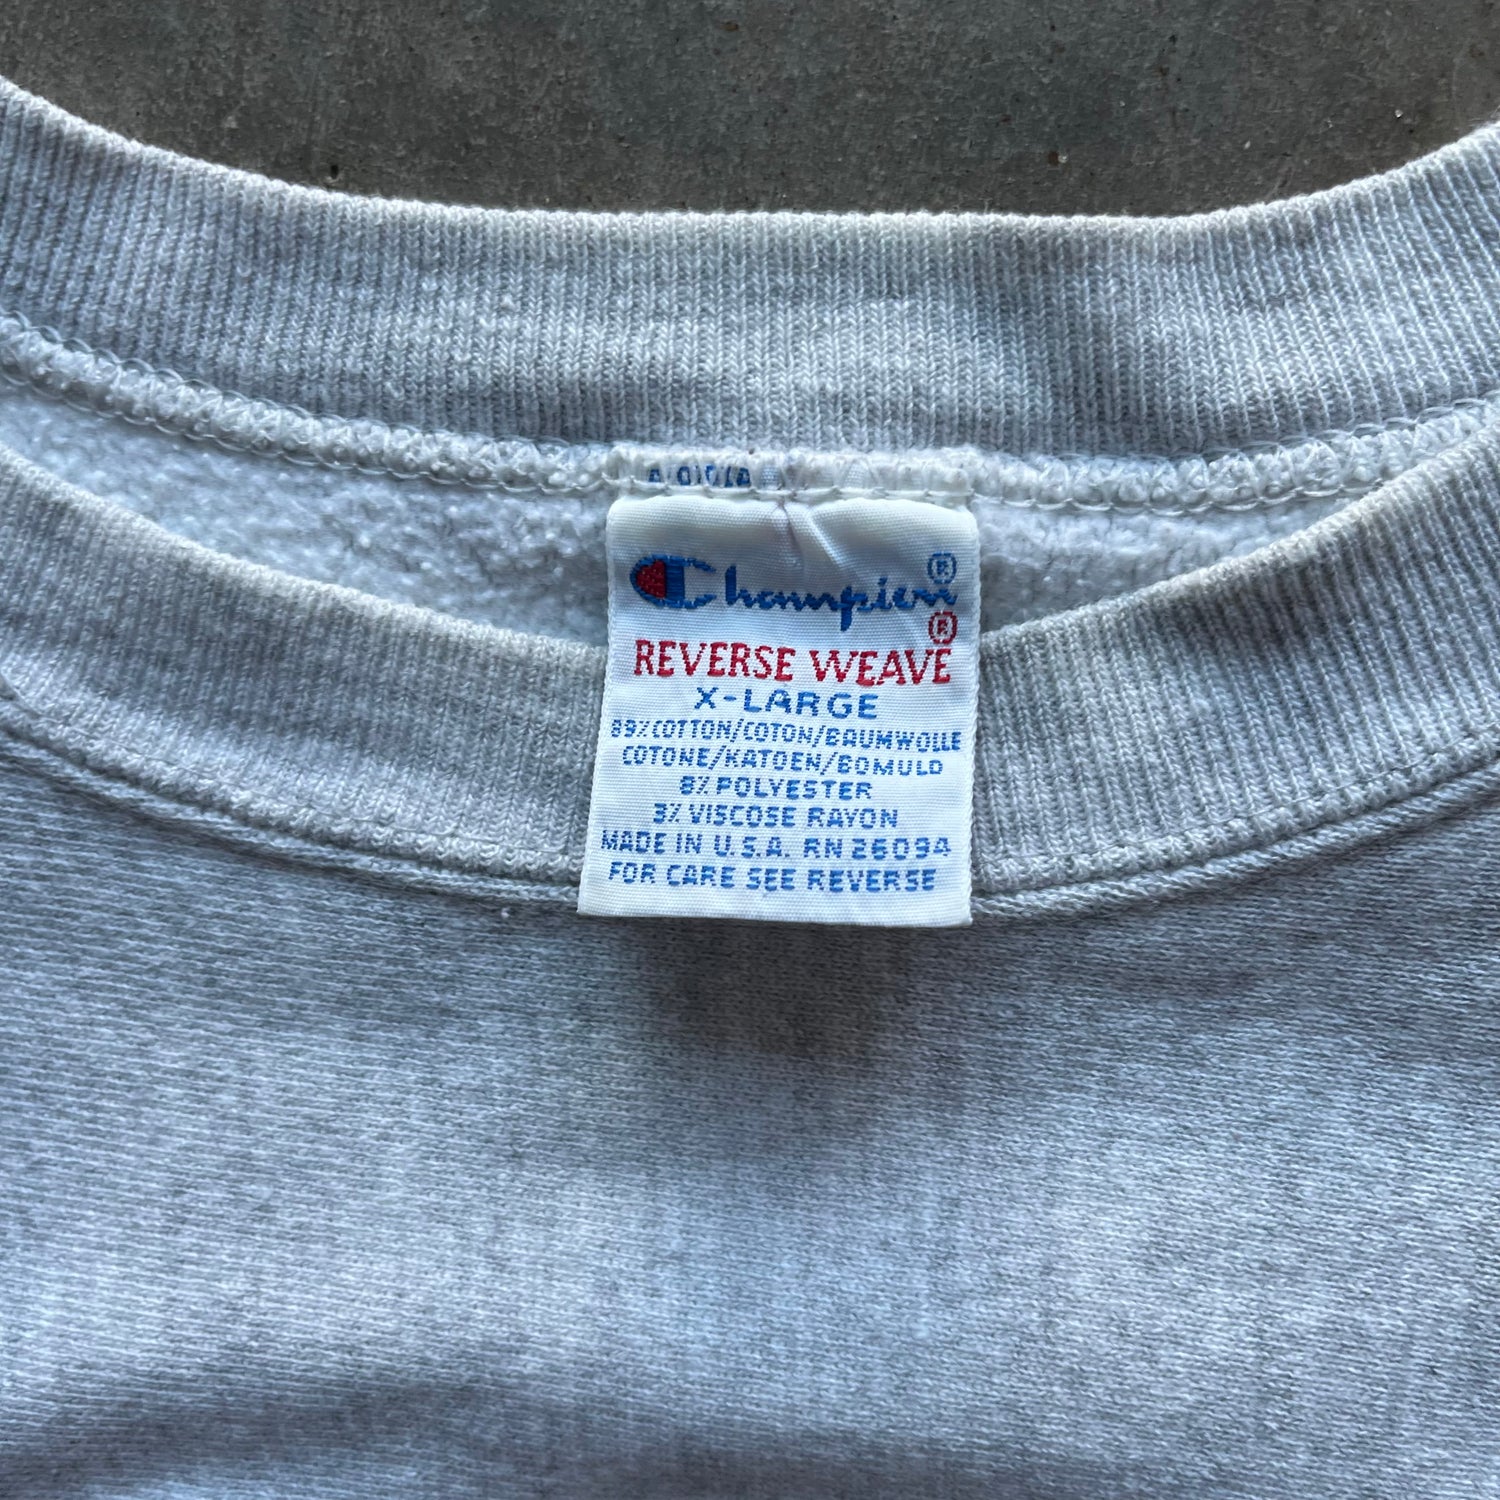 Champion®
REVERSE WEAVE®
X-LARGE
89% COTTON/COTON/BAUMWOLLE
COTONE/KATOEN/BOMULD
8% POLYESTER
3% VISCOSE RAYON
MADE IN U.S.A. RN 26094
FOR CARE SEE REVERSE